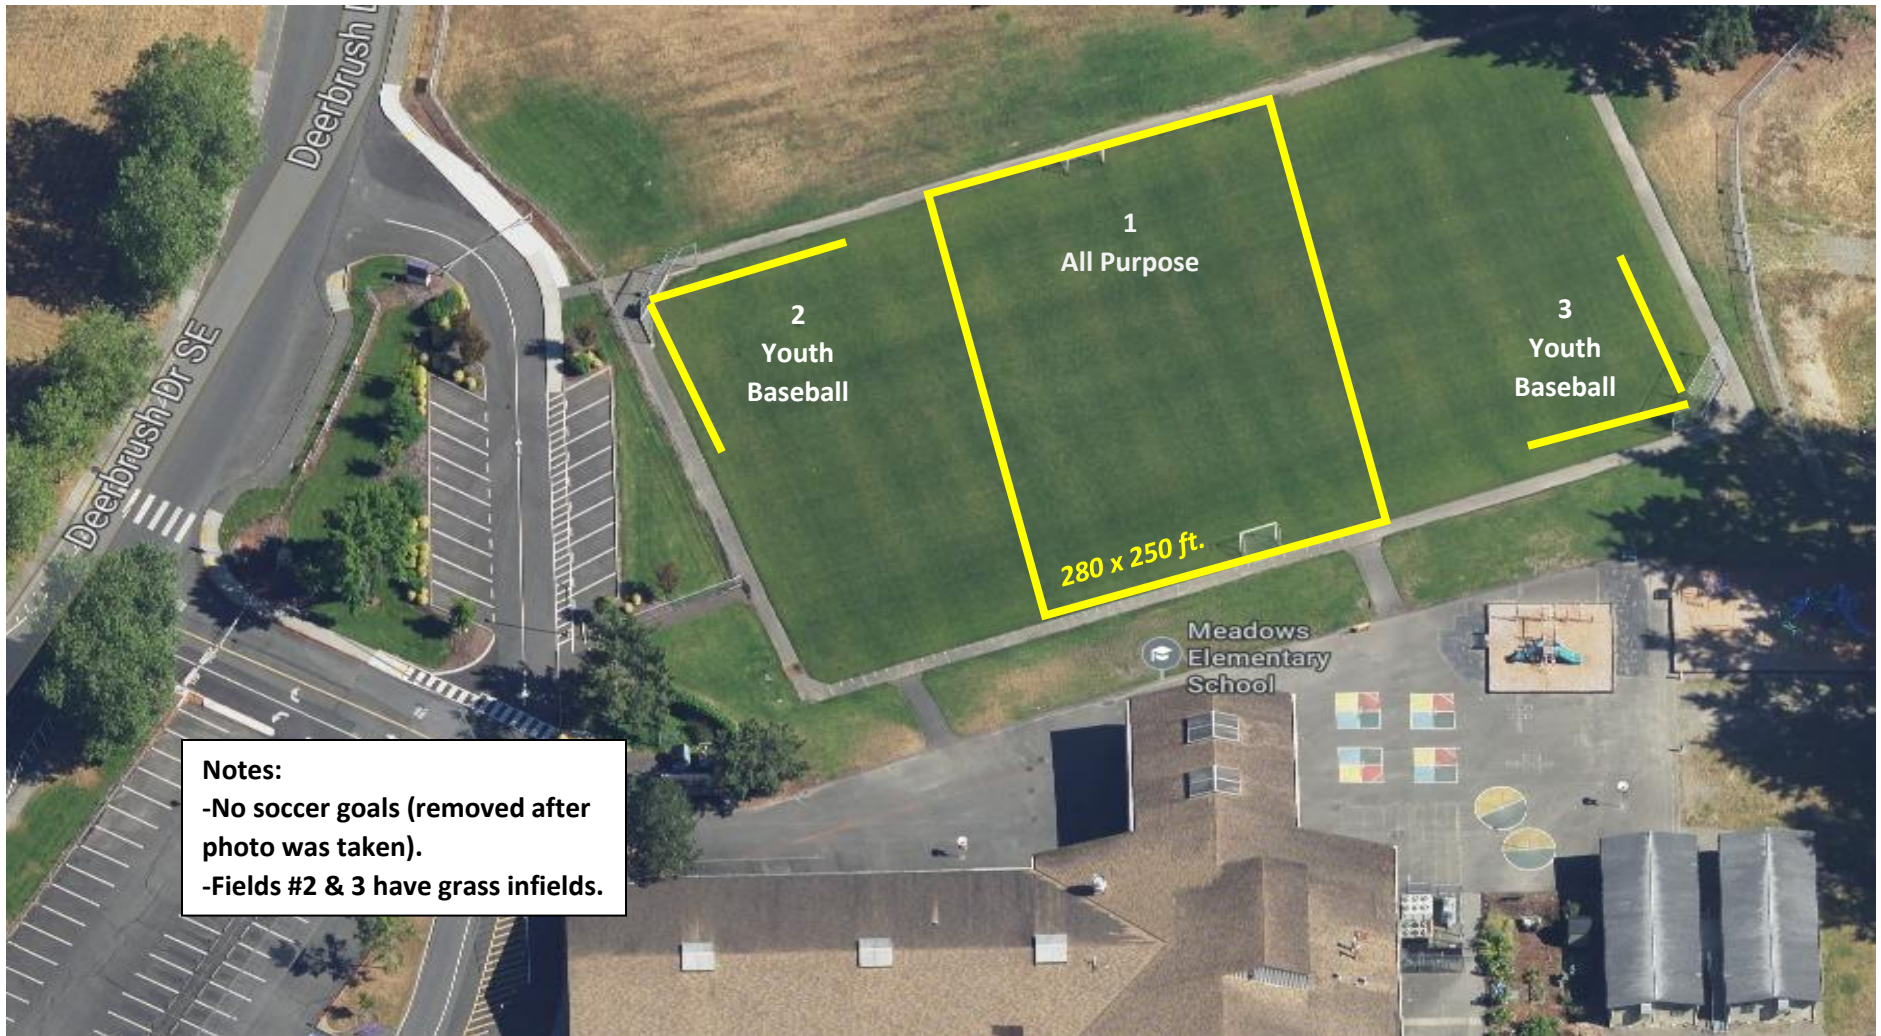 Deerbrush D
Deerbrush Dr SE
1
All Purpose
2
Youth
Baseball
3
Youth
Baseball
280 x 250 ft.
Meadows
Elementary
School
Notes:
-No soccer goals (removed after
photo was taken).
-Fields #2 & 3 have grass infields.